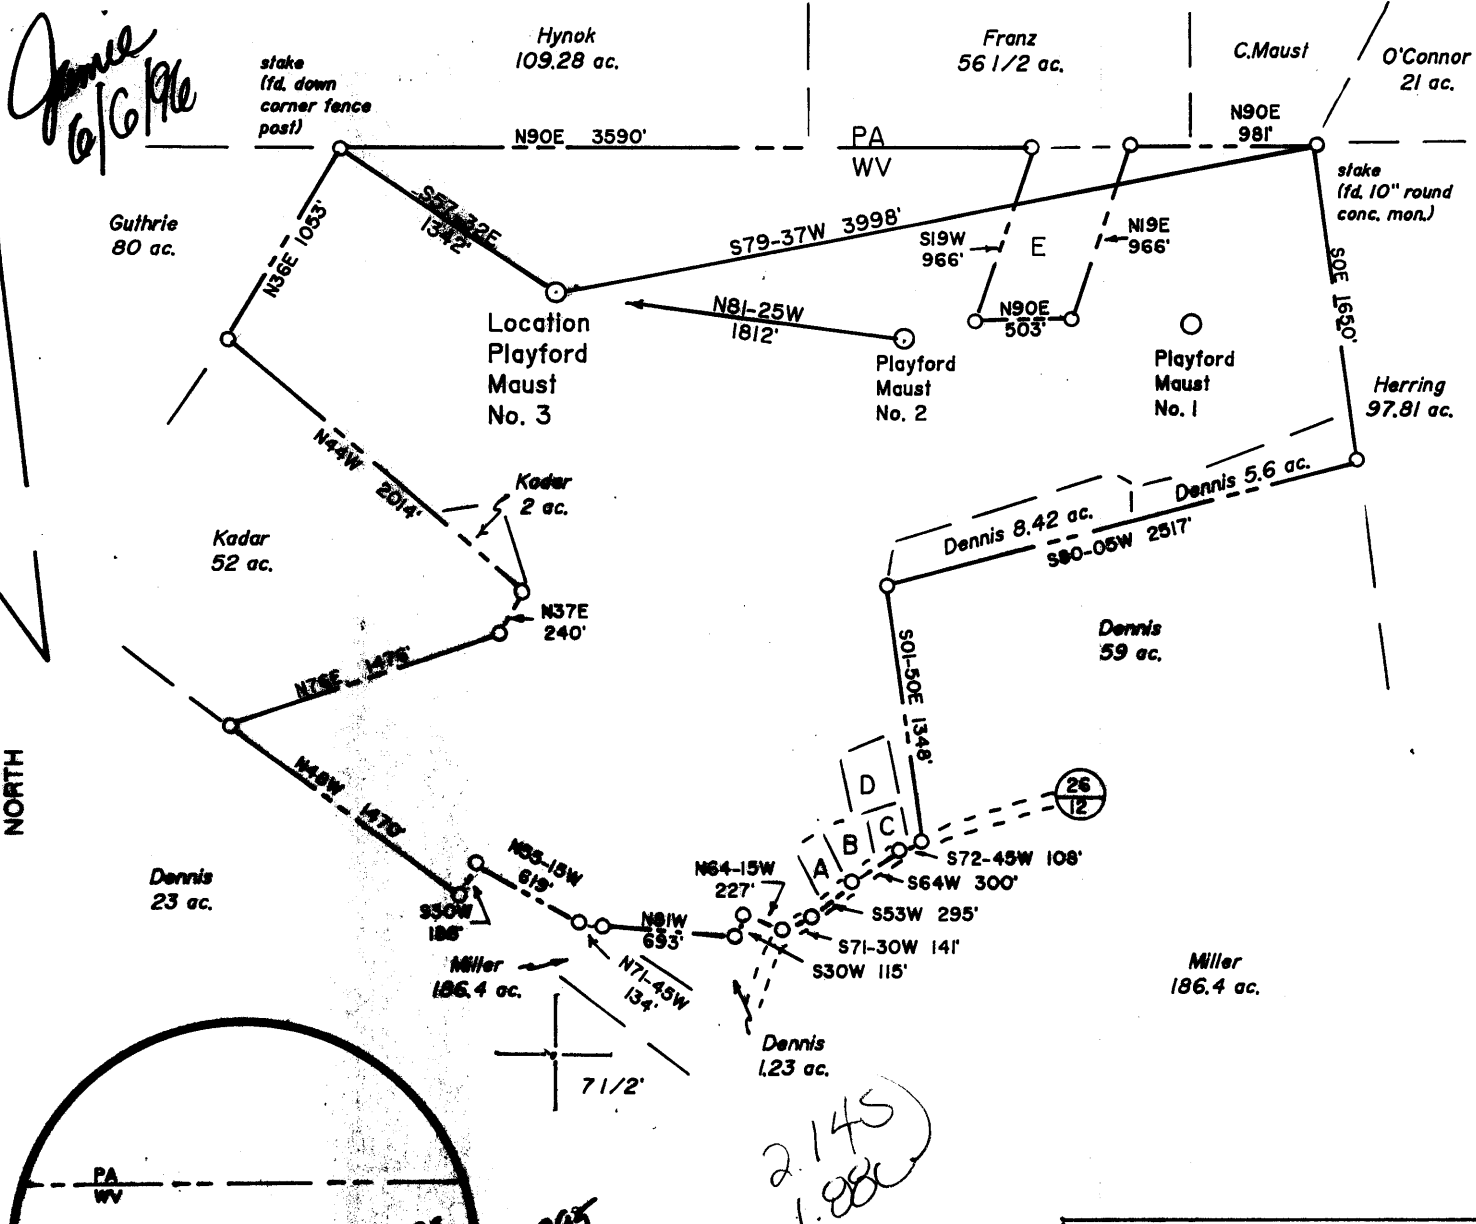 Jamie
6/6/96
stake
(fd. down
corner fence
post)
Hynok
109.28 ac.
Franz
56 1/2 ac.
C.Maust
O'Connor
21 ac.
N90E 3590'
PA
WV
N90E
981'
stake
(fd. 10" round
conc. mon.)
Guthrie
80 ac.
N36E 1053'
S57-32E
1342'
S79-37W 3998'
S19W
966'
E
N19E
966'
S0E 1650'
N90E
503'
N81-25W
1812'
Location
Playford
Maust
No. 3
Playford
Maust
No. 2
Playford
Maust
No. 1
Herring
97.81 ac.
N44W 2014'
Kadar
2 ac.
Kadar
52 ac.
Dennis 5.6 ac.
Dennis 8.42 ac.
S80-05W 2517'
N37E
240'
Dennis
59 ac.
N76E 1475'
S01-50E 1348'
NORTH
N48W 1470'
D
26
12
A
B
C
S72-45W 108'
S64W 300'
S53W 295'
S71-30W 141'
S30W 115'
N64-15W
227'
N55-15W
619'
Dennis
23 ac.
S30W
186'
N81W
693'
N71-45W
134'
Miller
186.4 ac.
Miller
186.4 ac.
Dennis
1.23 ac.
7 1/2'
2.145
1.88
PA
WV